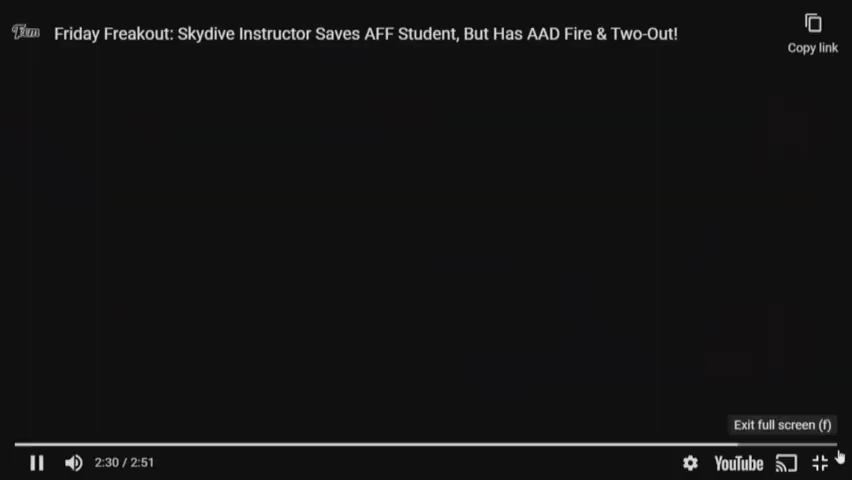 Friday Freakout: Skydive Instructor Saves AFF Student, But Has AAD Fire & Two-Out!
Copy link
Exit full screen (f)
2:30 / 2:51
YouTube